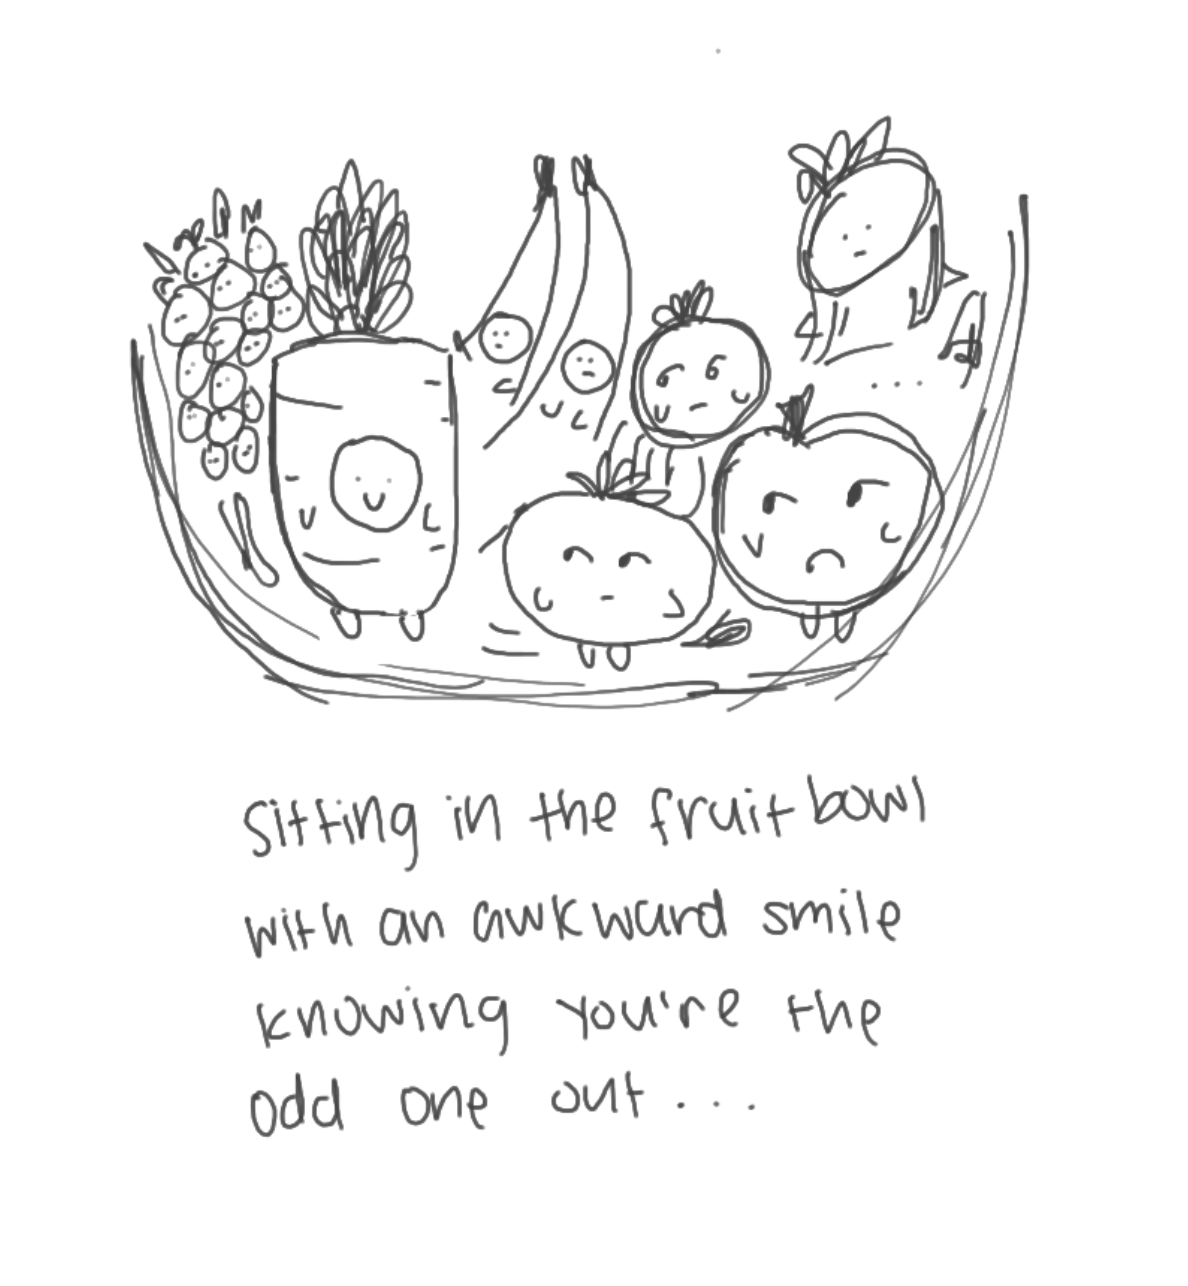 sitting in the fruit bowl
with an awkward smile
knowing you're the
odd one out...